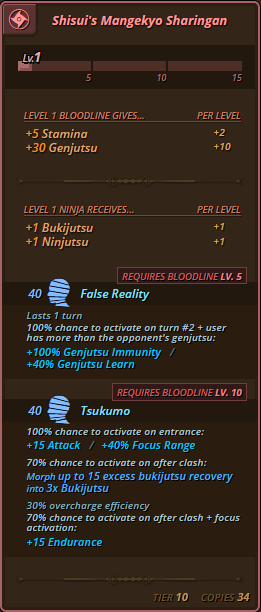 Shisui's Mangekyo Sharingan
Lv.1
5 10 15
LEVEL 1 BLOODLINE GIVES... PER LEVEL
+5 Stamina +2
+30 Genjutsu +10
LEVEL 1 NINJA RECEIVES... PER LEVEL
+1 Bukijutsu +1
+1 Ninjutsu +1
REQUIRES BLOODLINE LV. 5
40 False Reality
Lasts 1 turn
100% chance to activate on turn #2 + user
has more than the opponent's genjutsu:
+100% Genjutsu Immunity /
+40% Genjutsu Learn
REQUIRES BLOODLINE LV. 10
40 Tsukumo
100% chance to activate on entrance:
+15 Attack / +40% Focus Range
70% chance to activate on after clash:
Morph up to 15 excess bukijutsu recovery
into 3x Bukijutsu
30% overcharge efficiency
70% chance to activate on after clash + focus
activation:
+15 Endurance
TIER 10 COPIES 34